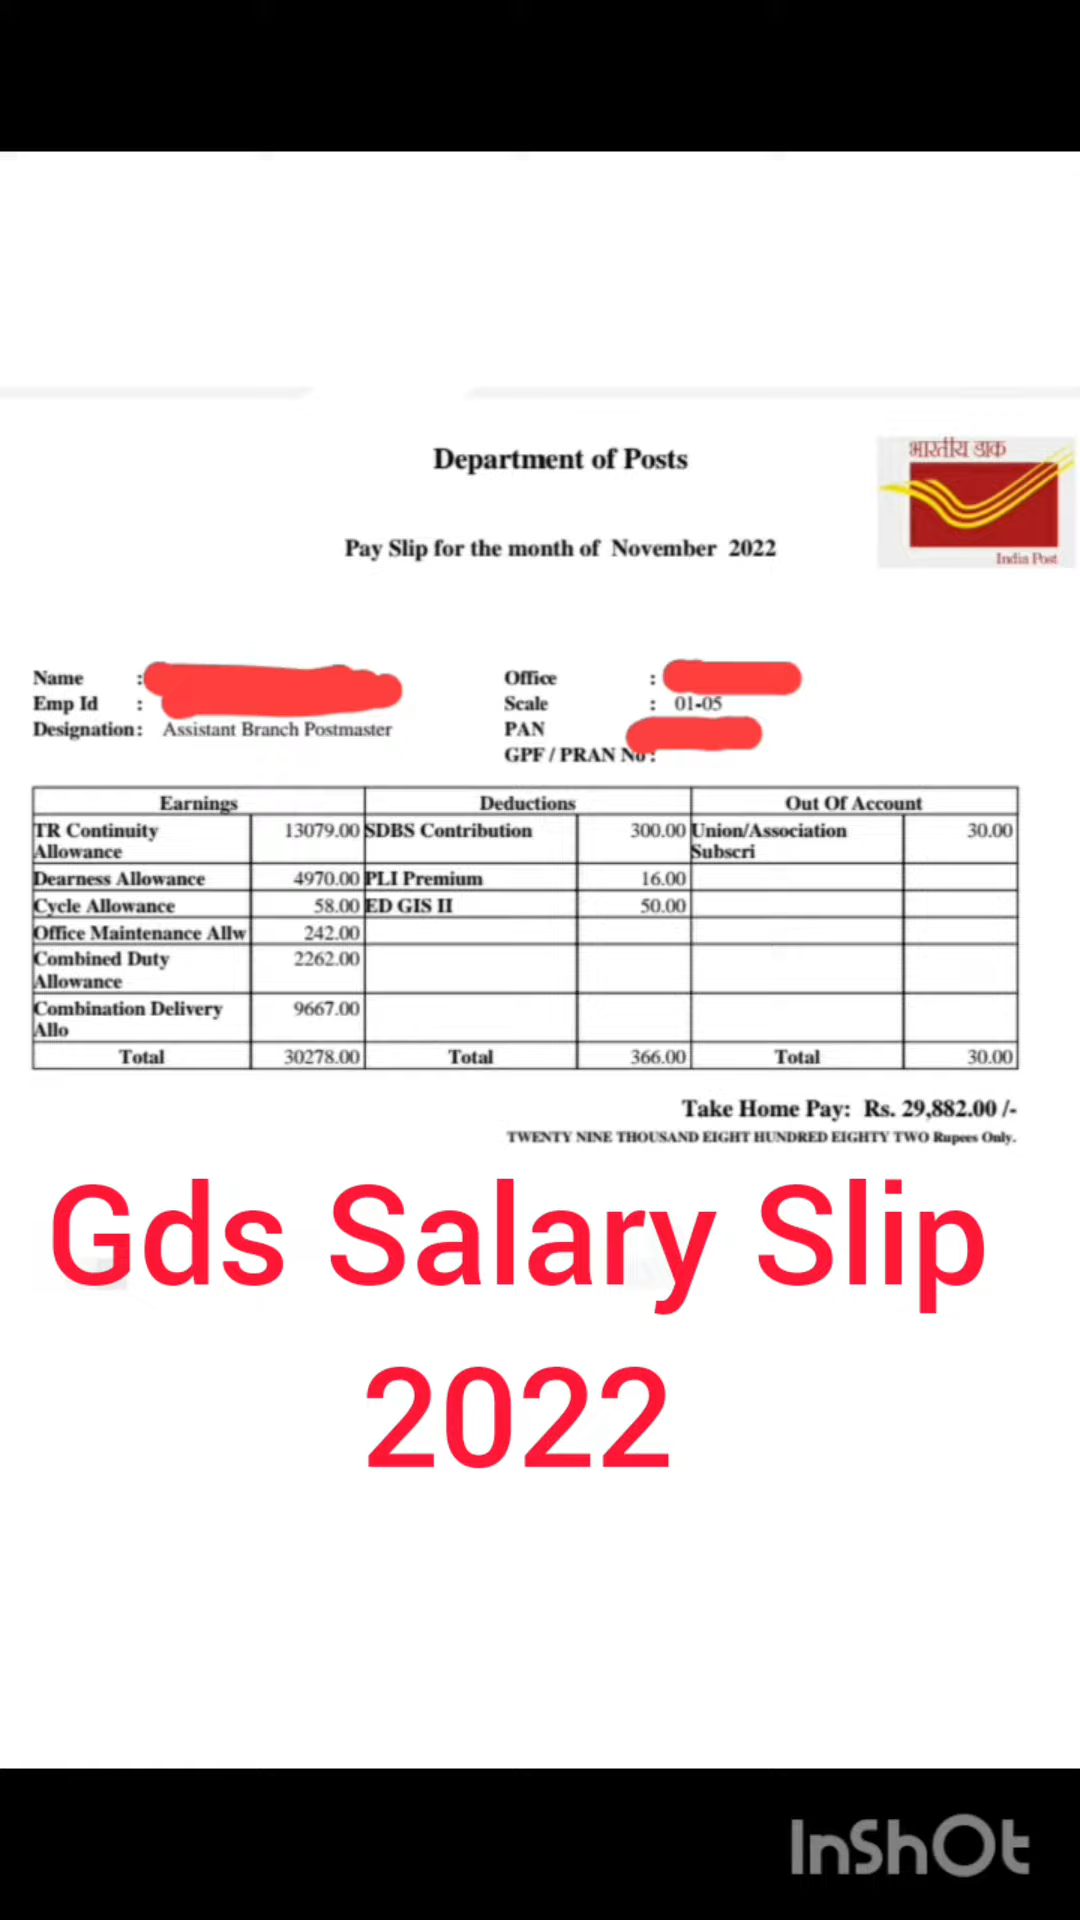 Department of Posts
भारतीय डाक
India Post
Pay Slip for the month of November 2022
Name :
Office :
Emp Id :
Scale : 01-05
Designation : Assistant Branch Postmaster
PAN
GPF / PRAN No :
Earnings Deductions Out Of Account
TR Continuity Allowance 13079.00 SDBS Contribution 300.00 Union/Association Subscri 30.00
Dearness Allowance 4970.00 PLI Premium 16.00
Cycle Allowance 58.00 ED GIS II 50.00
Office Maintenance Allw 242.00
Combined Duty Allowance 2262.00
Combination Delivery Allo 9667.00
Total 30278.00 Total 366.00 Total 30.00
Take Home Pay: Rs. 29,882.00 /-
TWENTY NINE THOUSAND EIGHT HUNDRED EIGHTY TWO Rupees Only.
Gds Salary Slip
2022
InShOt